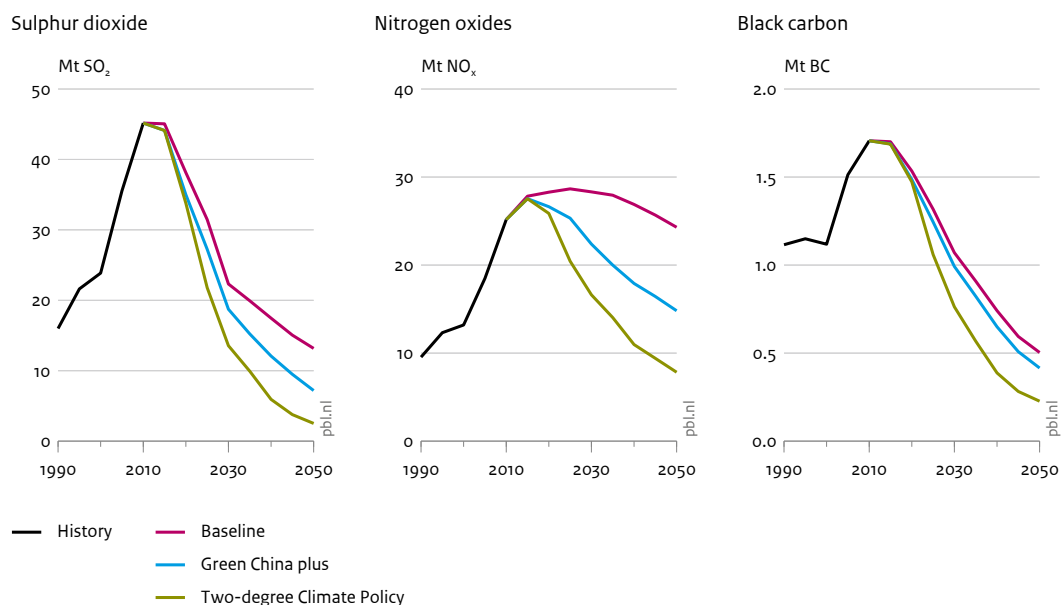 Sulphur dioxide
Mt SO₂
50
40
30
20
10
0
1990 2010 2030 2050
pbl.nl
Nitrogen oxides
Mt NOₓ
40
30
20
10
0
1990 2010 2030 2050
pbl.nl
Black carbon
Mt BC
2.0
1.5
1.0
0.5
0.0
1990 2010 2030 2050
pbl.nl
History
Baseline
Green China plus
Two-degree Climate Policy